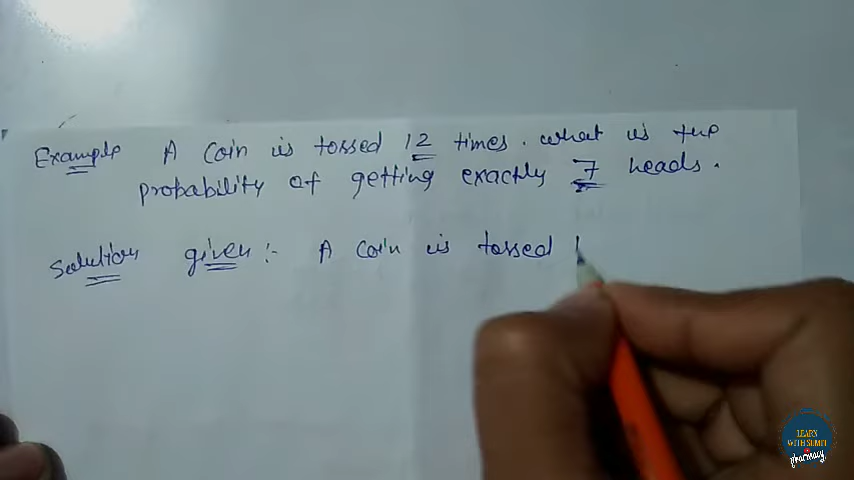 Example A coin is tossed 12 times. what is the
probability of getting exactly 7 heads.
Solution given :- A coin is tossed 1
LEARN
WITH SUMIT
pharmacy